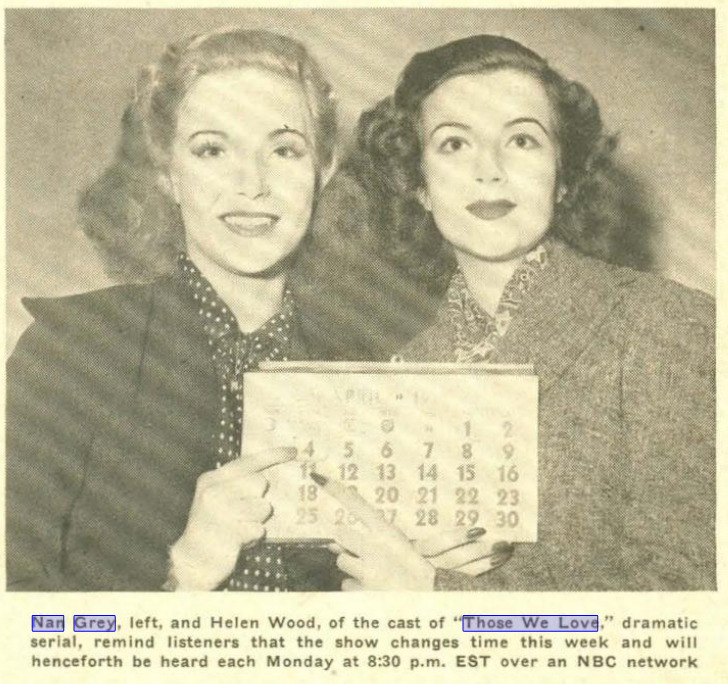 APRIL
1 2
4 5 6 7 8 9
11 12 13 14 15 16
18 20 21 22 23
25 26 27 28 29 30
Nan Grey, left, and Helen Wood, of the cast of “Those We Love,” dramatic
serial, remind listeners that the show changes time this week and will
henceforth be heard each Monday at 8:30 p.m. EST over an NBC network